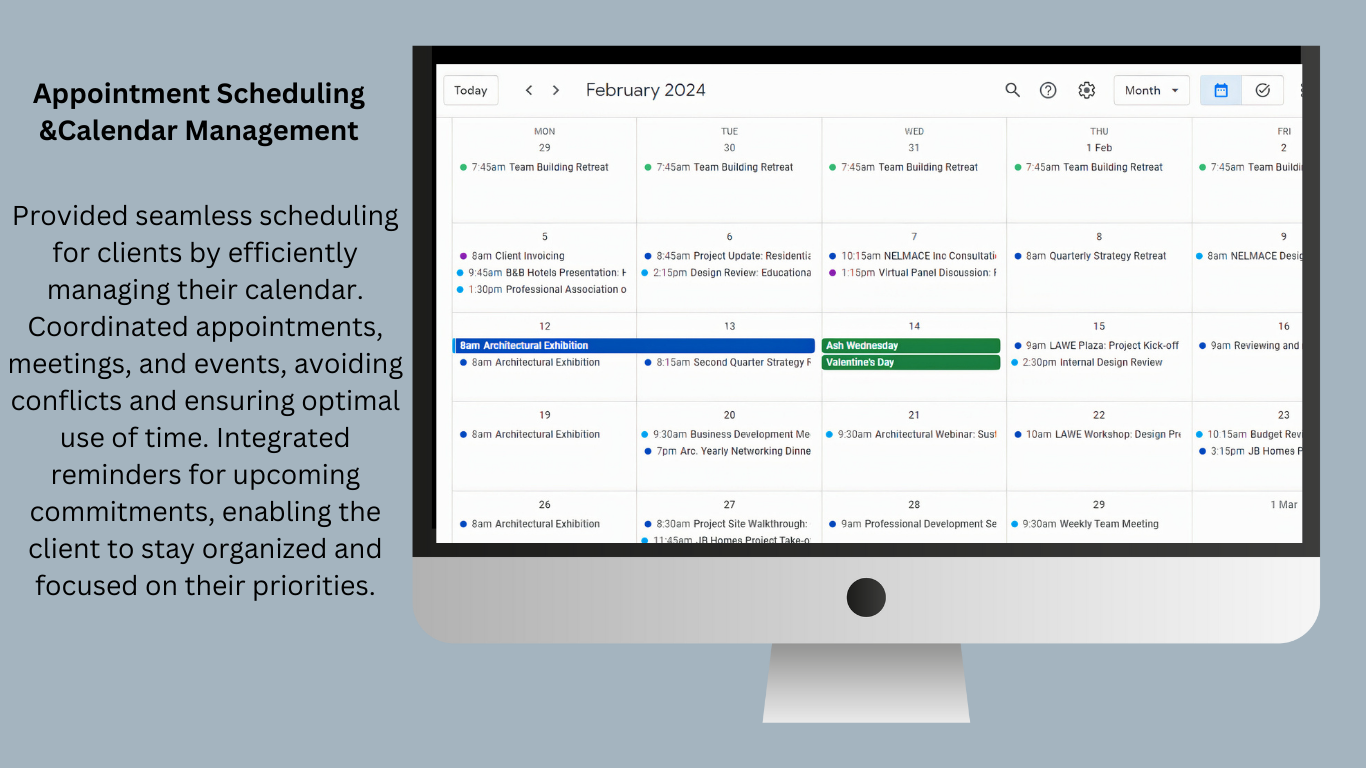 Appointment Scheduling
&Calendar Management
Provided seamless scheduling
for clients by efficiently
managing their calendar.
Coordinated appointments,
meetings, and events, avoiding
conflicts and ensuring optimal
use of time. Integrated
reminders for upcoming
commitments, enabling the
client to stay organized and
focused on their priorities.
Today
February 2024
Month
MON
29
7:45am Team Building Retreat
TUE
30
7:45am Team Building Retreat
WED
31
7:45am Team Building Retreat
THU
1 Feb
7:45am Team Building Retreat
FRI
2
7:45am Team Buildi
5
8am Client Invoicing
9:45am B&B Hotels Presentation:
1:30pm Professional Association o
6
8:45am Project Update: Residentia
2:15pm Design Review: Educationa
7
10:15am NELMACE Inc Consultati
1:15pm Virtual Panel Discussion:
8
8am Quarterly Strategy Retreat
9
8am NELMACE Desig
12
8am Architectural Exhibition
8am Architectural Exhibition
13
8:15am Second Quarter Strategy
14
Ash Wednesday
Valentine's Day
15
9am LAWE Plaza: Project Kick-off
2:30pm Internal Design Review
16
9am Reviewing and
19
8am Architectural Exhibition
20
9:30am Business Development Me
7pm Arc. Yearly Networking Dinne
21
9:30am Architectural Webinar: Sust
22
10am LAWE Workshop: Design Pre
23
10:15am Budget Revi
3:15pm JB Homes P
26
8am Architectural Exhibition
27
8:30am Project Site Walkthrough:
11:45am JB Homes Project Take-o
28
9am Professional Development Se
29
9:30am Weekly Team Meeting
1 Mar